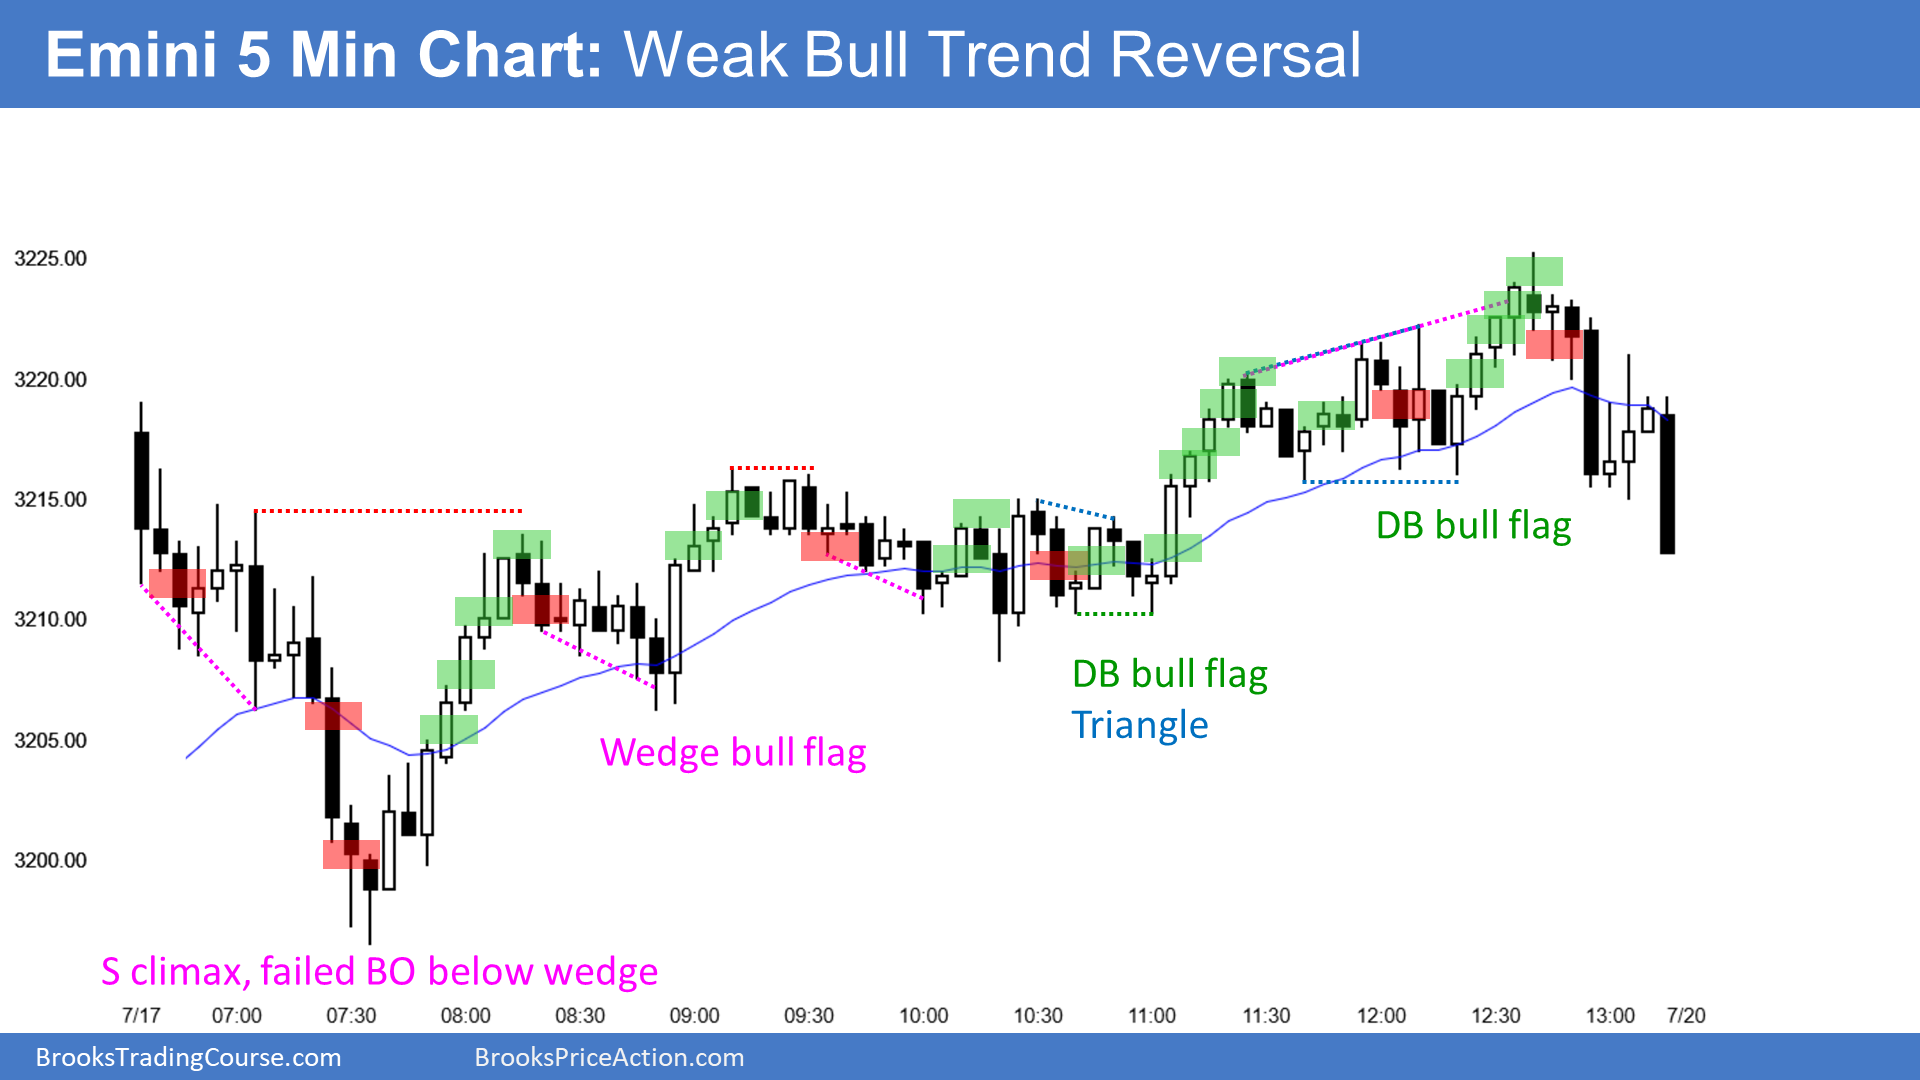 Emini 5 Min Chart: Weak Bull Trend Reversal
3225.00
3220.00
3215.00
3210.00
3205.00
3200.00
DB bull flag
DB bull flag
Triangle
Wedge bull flag
S climax, failed BO below wedge
7/17 07:00 07:30 08:00 08:30 09:00 09:30 10:00 10:30 11:00 11:30 12:00 12:30 13:00 7/20
BrooksTradingCourse.com BrooksPriceAction.com